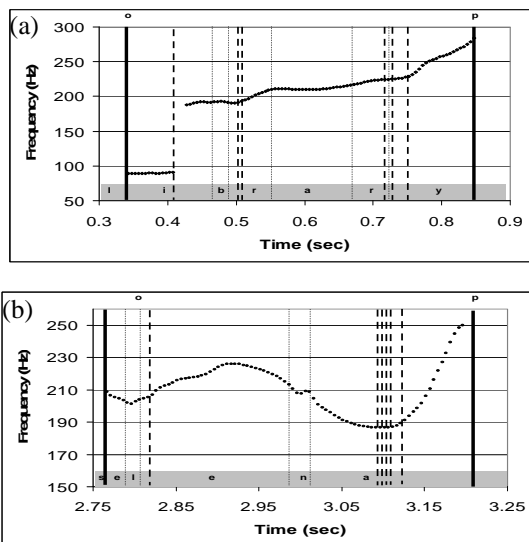 (a)
o p
300
250
200
150
100
50
Frequency (Hz)
l i b r a r y
0.3 0.4 0.5 0.6 0.7 0.8 0.9
Time (sec)
(b)
o p
250
230
210
190
170
150
Frequency (Hz)
s e l e n a
2.75 2.85 2.95 3.05 3.15 3.25
Time (sec)